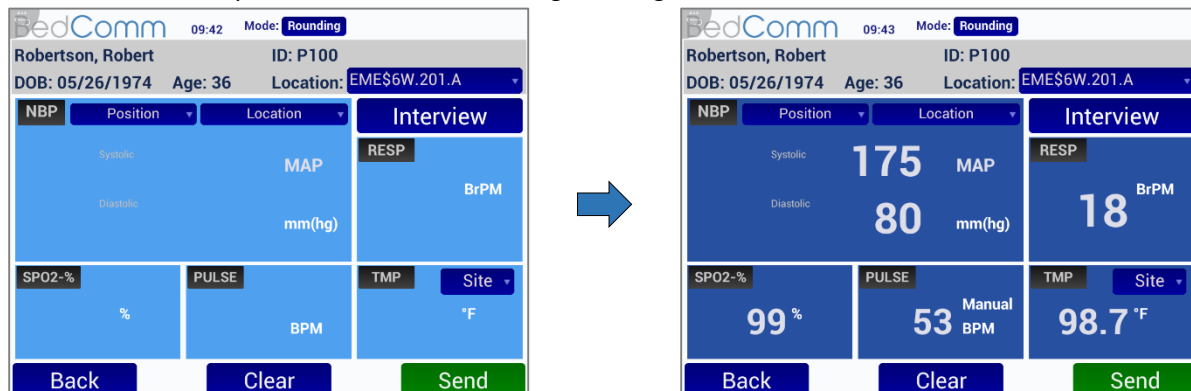 BedComm 09:42 Mode: Rounding
Robertson, Robert ID: P100
DOB: 05/26/1974 Age: 36 Location: EME$6W.201.A
NBP Position Location Interview
Systolic MAP
Diastolic mm(hg)
RESP
BrPM
SPO2-% PULSE TMP Site
% BPM °F
Back Clear Send
BedComm 09:43 Mode: Rounding
Robertson, Robert ID: P100
DOB: 05/26/1974 Age: 36 Location: EME$6W.201.A
NBP Position Location Interview
Systolic 175 MAP
Diastolic 80 mm(hg)
RESP
18 BrPM
SPO2-% PULSE TMP Site
99 % 53 Manual BPM 98.7 °F
Back Clear Send